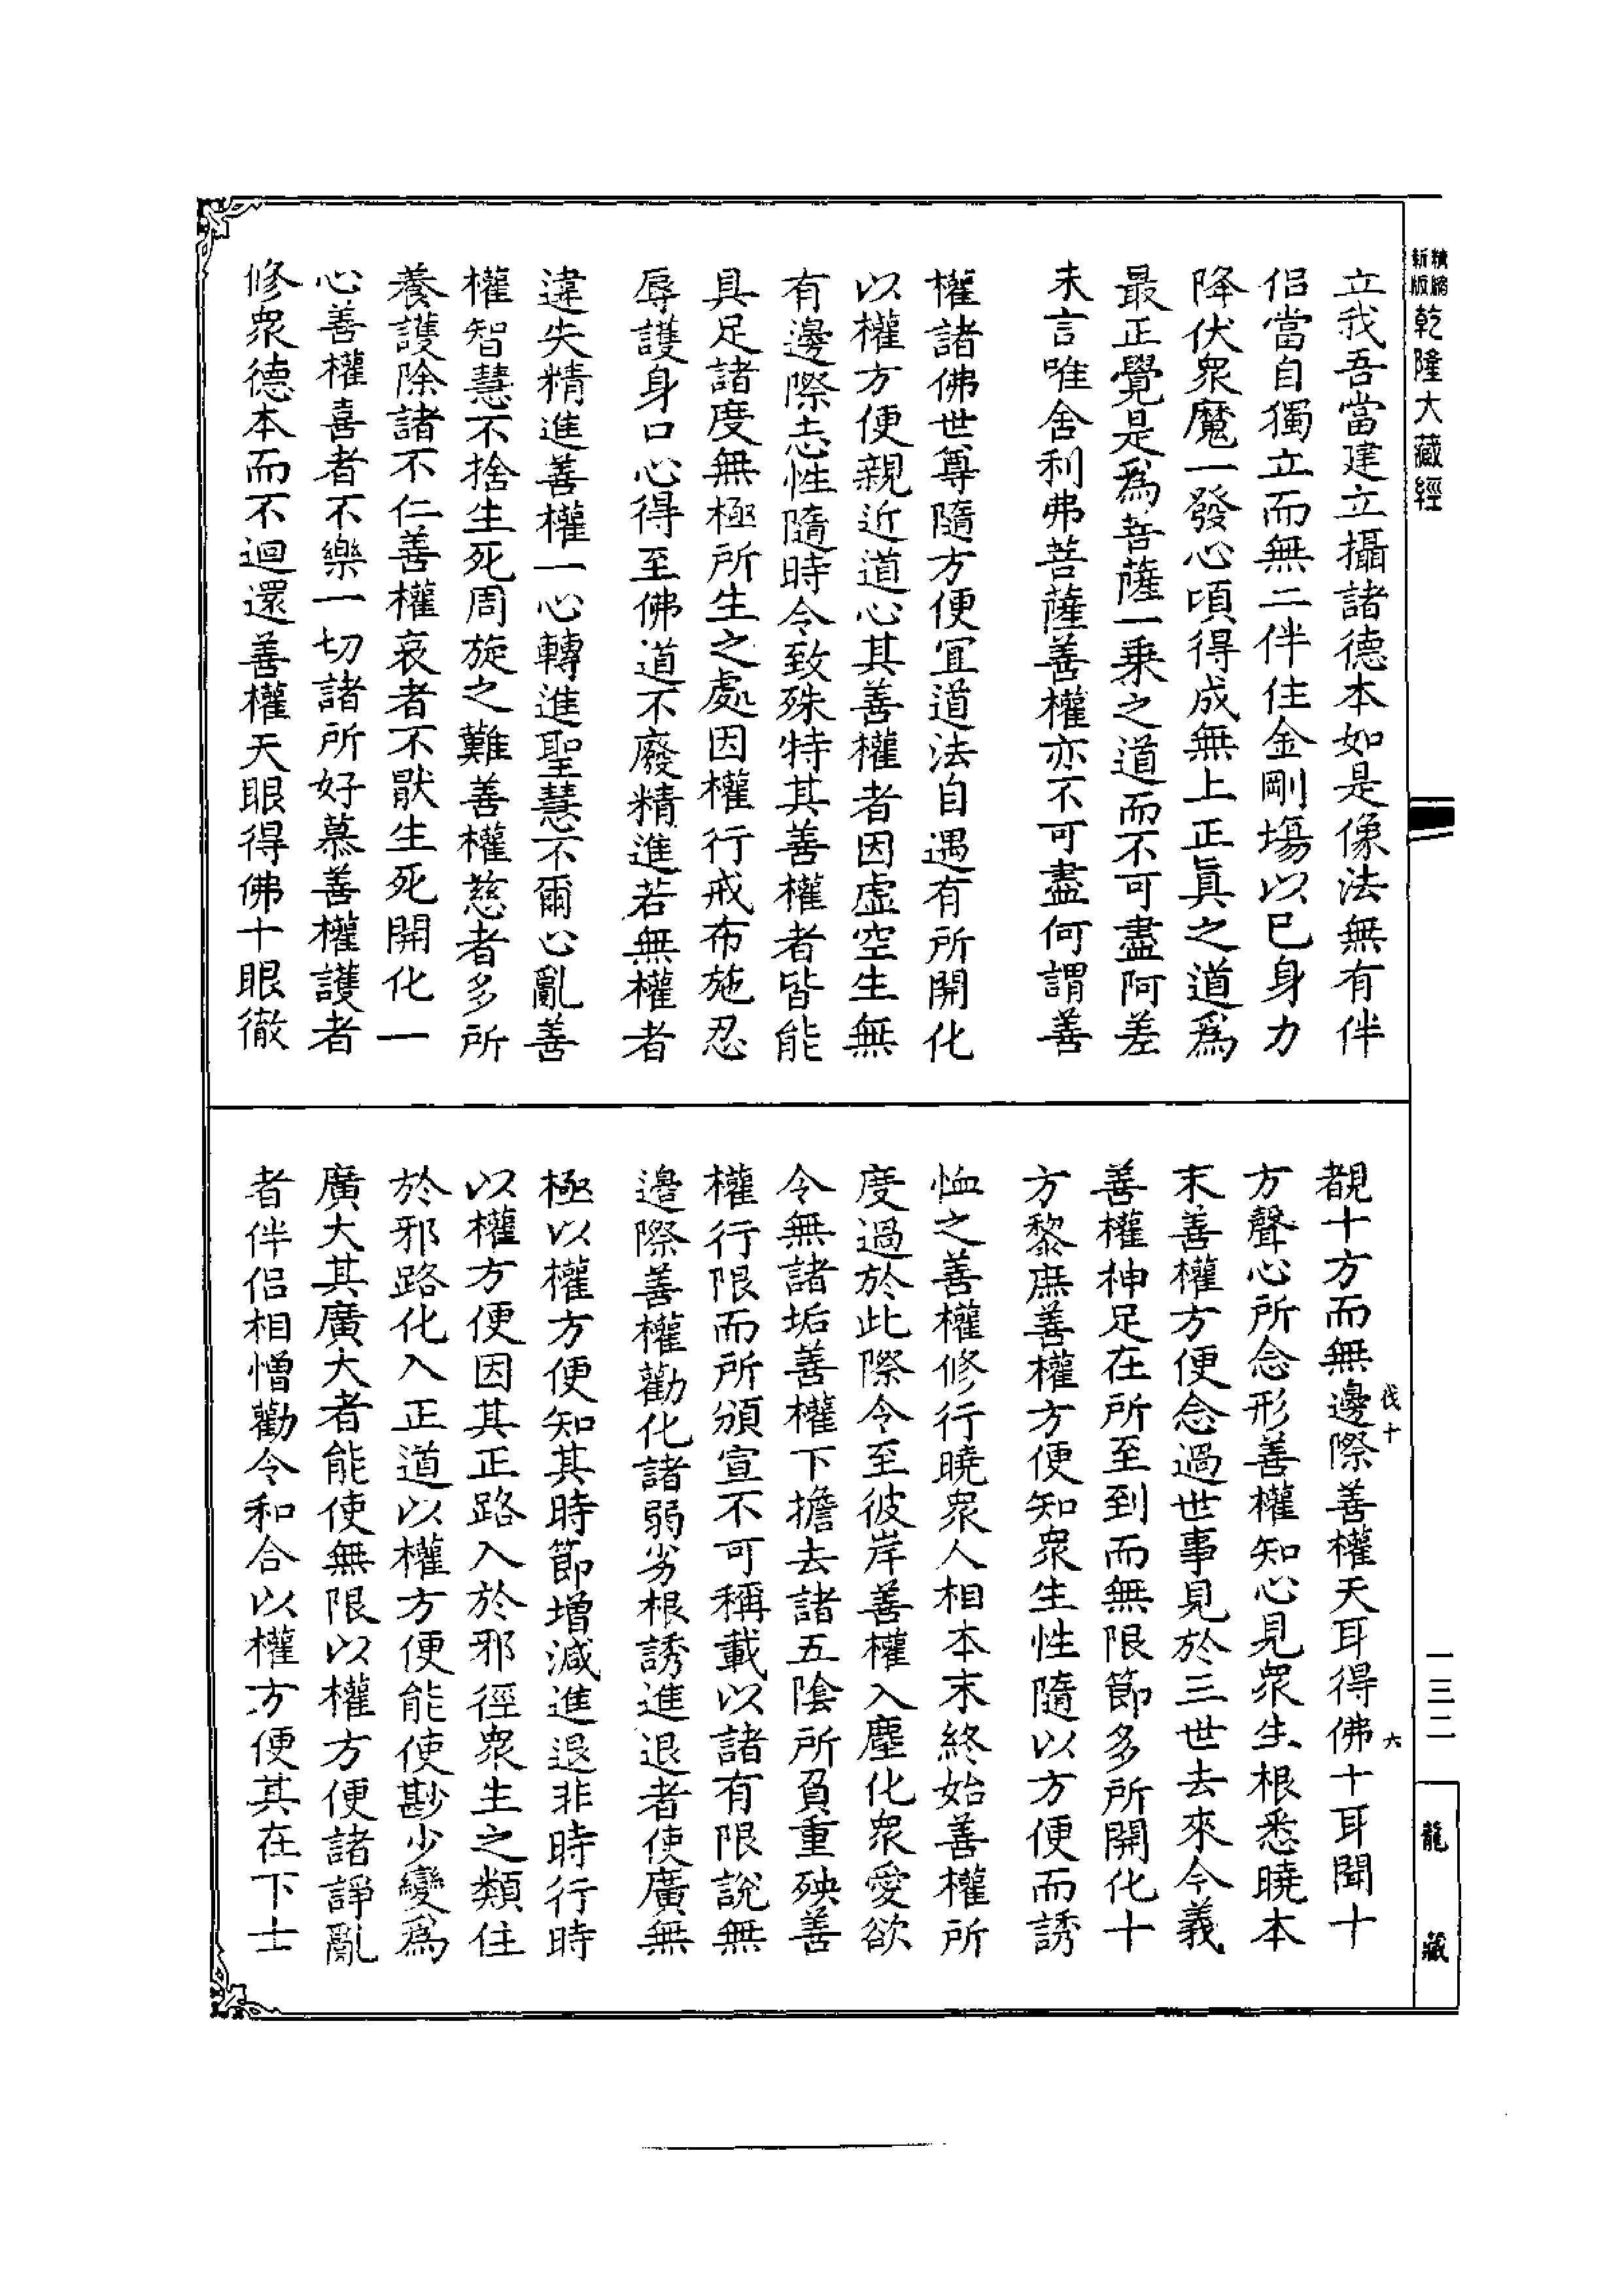 精縮新版乾隆大藏經
立我吾當建立攝諸德本如是像法無有伴
侶當自獨立而無二伴住金剛場以已身力
降伏衆魔一發心頃得成無上正眞之道爲
最正覺是爲菩薩一乘之道而不可盡阿差
末言唯舍利弗菩薩善權亦不可盡何謂善
權諸佛世尊隨方便宜道法自遇有所開化
以權方便親近道心其善權者因虛空生無
有邊際志性隨時令致殊特其善權者皆能
具足諸度無極所生之處因權行戒布施忍
辱護身口心得至佛道不廢精進若無權者
違失精進善權一心轉進聖慧不爾心亂善
權智慧不捨生死周旋之難善權慈者多所
養護除諸不仁善權哀者不猒生死開化一
心善權喜者不樂一切諸所好慕善權護者
修衆德本而不迴還善權天眼得佛十眼徹
覩十方而無邊際善權天耳得佛十耳聞十
方聲心所念形善權知心見衆生根悉曉本
末善權方便念過世事見於三世去來今義
善權神足在所至到而無限節多所開化十
方黎庶善權方便知衆生性隨以方便而誘
恤之善權修行曉衆人相本末終始善權所
度過於此際令至彼岸善權入塵化衆愛欲
令無諸垢善權下擔去諸五陰所負重殃善
權行限而所頒宣不可稱載以諸有限說無
邊際善權勸化諸弱劣根誘進退者使廣無
極以權方便知其時節增減進退非時行時
以權方便因其正路入於邪徑衆生之類住
於邪路化入正道以權方便能使尠少變爲
廣大其廣大者能使無限以權方便諸諍亂
者伴侶相憎勸令和合以權方便其在下士
伐十
六
一三二
龍藏